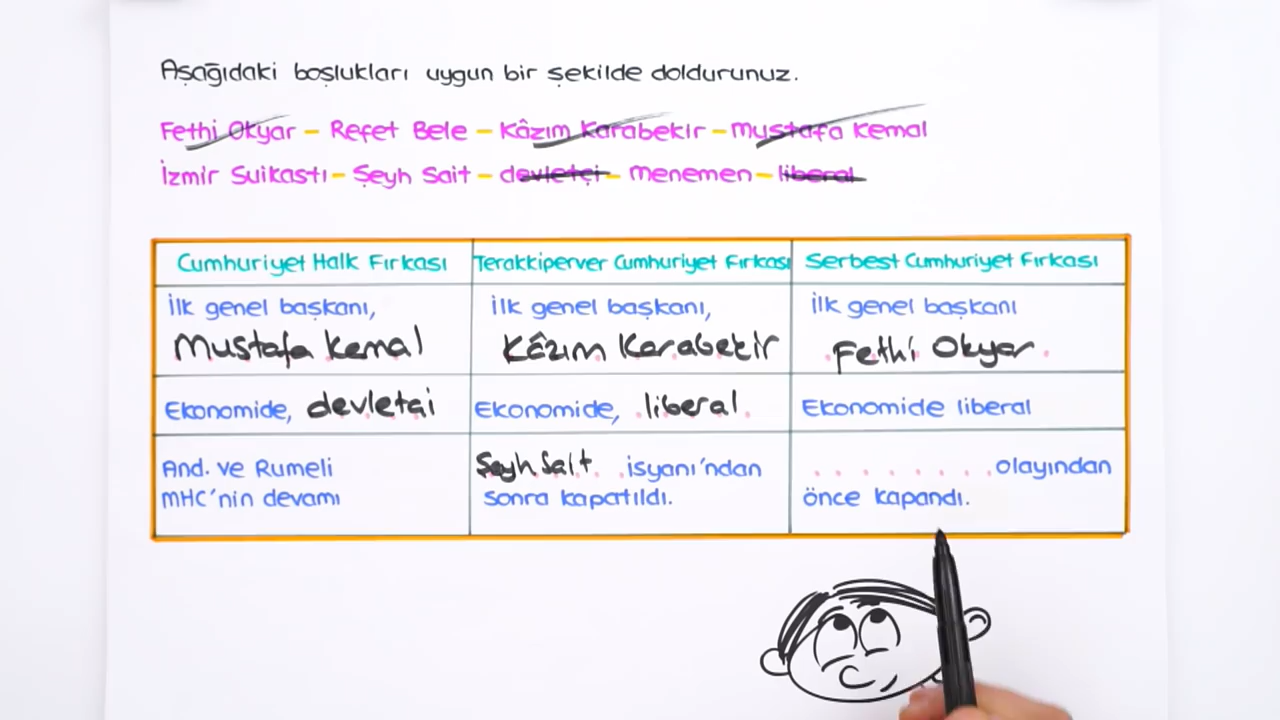 Aşağıdaki boşlukları uygun bir şekilde doldurunuz.
Fethi Okyar - Refet Bele - Kâzım Karabekir - Mustafa Kemal
İzmir Suikastı - Şeyh Sait - devletçi - Menemen - liberal
Cumhuriyet Halk Fırkası
Terakkiperver Cumhuriyet Fırkası
Serbest Cumhuriyet Fırkası
İlk genel başkanı,
Mustafa Kemal
İlk genel başkanı,
Kâzım Karabekir
İlk genel başkanı
Fethi Okyar
Ekonomide, devletçi
Ekonomide, liberal
Ekonomide liberal
And. ve Rumeli
MHC'nin devamı
Şeyh Sait isyanı'ndan
sonra kapatıldı.
........olayından
önce kapandı.